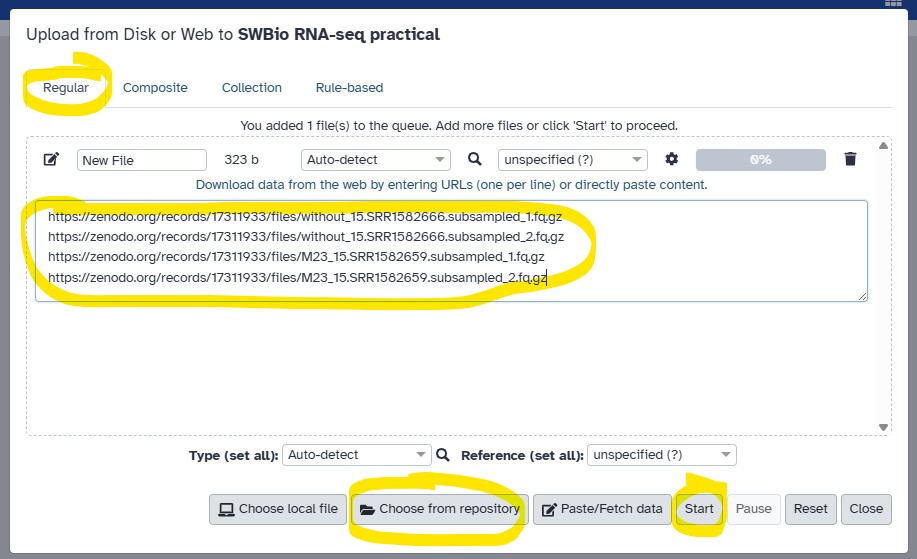 Upload from Disk or Web to SWBio RNA-seq practical
Regular Composite Collection Rule-based
You added 1 file(s) to the queue. Add more files or click 'Start' to proceed.
New File 323 b Auto-detect unspecified (?) 0%
Download data from the web by entering URLs (one per line) or directly paste content.
https://zenodo.org/records/17311933/files/without_15.SRR1582666.subsampled_1.fq.gz
https://zenodo.org/records/17311933/files/without_15.SRR1582666.subsampled_2.fq.gz
https://zenodo.org/records/17311933/files/M23_15.SRR1582659.subsampled_1.fq.gz
https://zenodo.org/records/17311933/files/M23_15.SRR1582659.subsampled_2.fq.gz
Type (set all): Auto-detect Reference (set all): unspecified (?)
Choose local file Choose from repository Paste/Fetch data Start Pause Reset Close